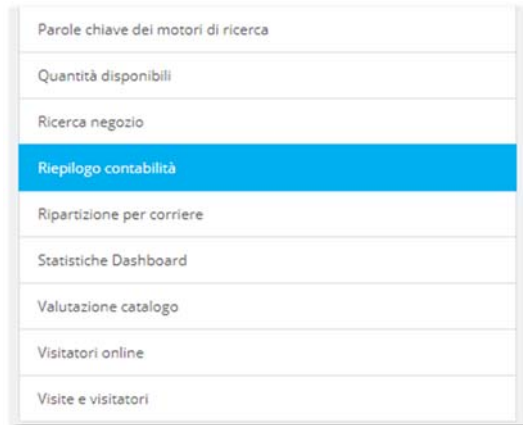 Parole chiave dei motori di ricerca
Quantità disponibili
Ricerca negozio
Riepilogo contabilità
Ripartizione per corriere
Statistiche Dashboard
Valutazione catalogo
Visitatori online
Visite e visitatori